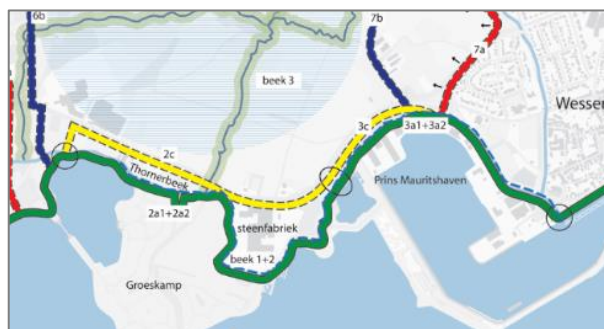 6b
7b
7a
beek 3
Wessem
3c
3a1+3a2
2c
Thornerbeek
Prins Mauritshaven
2a1+2a2
steenfabriek
beek 1+2
Groeskamp